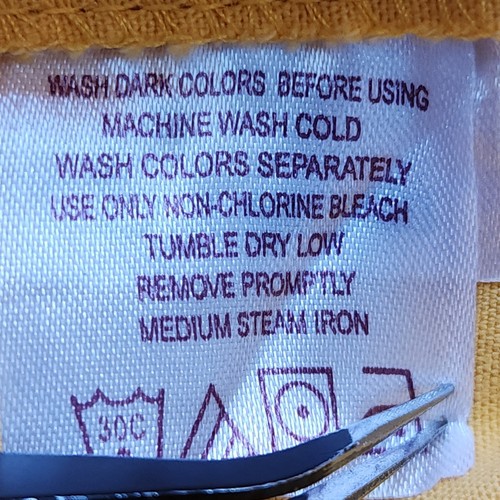 WASH DARK COLORS BEFORE USING
MACHINE WASH COLD
WASH COLORS SEPARATELY
USE ONLY NON-CHLORINE BLEACH
TUMBLE DRY LOW
REMOVE PROMPTLY
MEDIUM STEAM IRON
30C